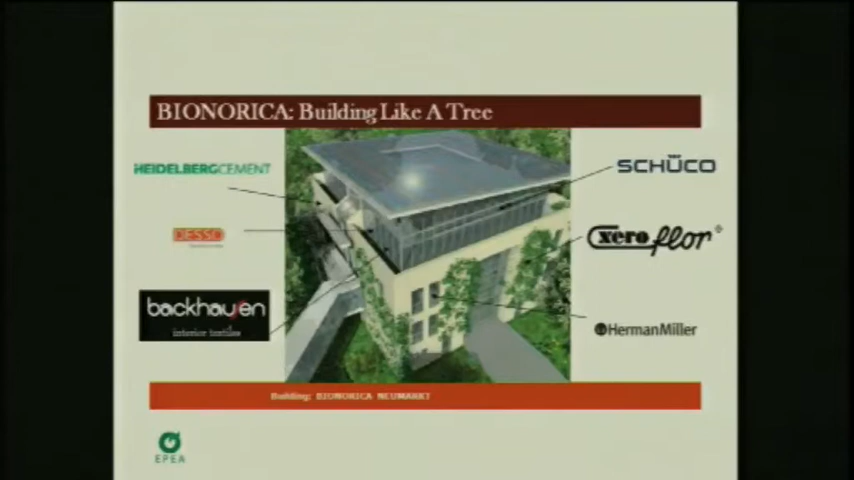 BIONORICA: Building Like A Tree
HEIDELBERGCEMENT
SCHÜCO
DESSO
xero flor
backhausen
interior textiles
HermanMiller
Building: BIONORICA NEUMARKT
EPEA